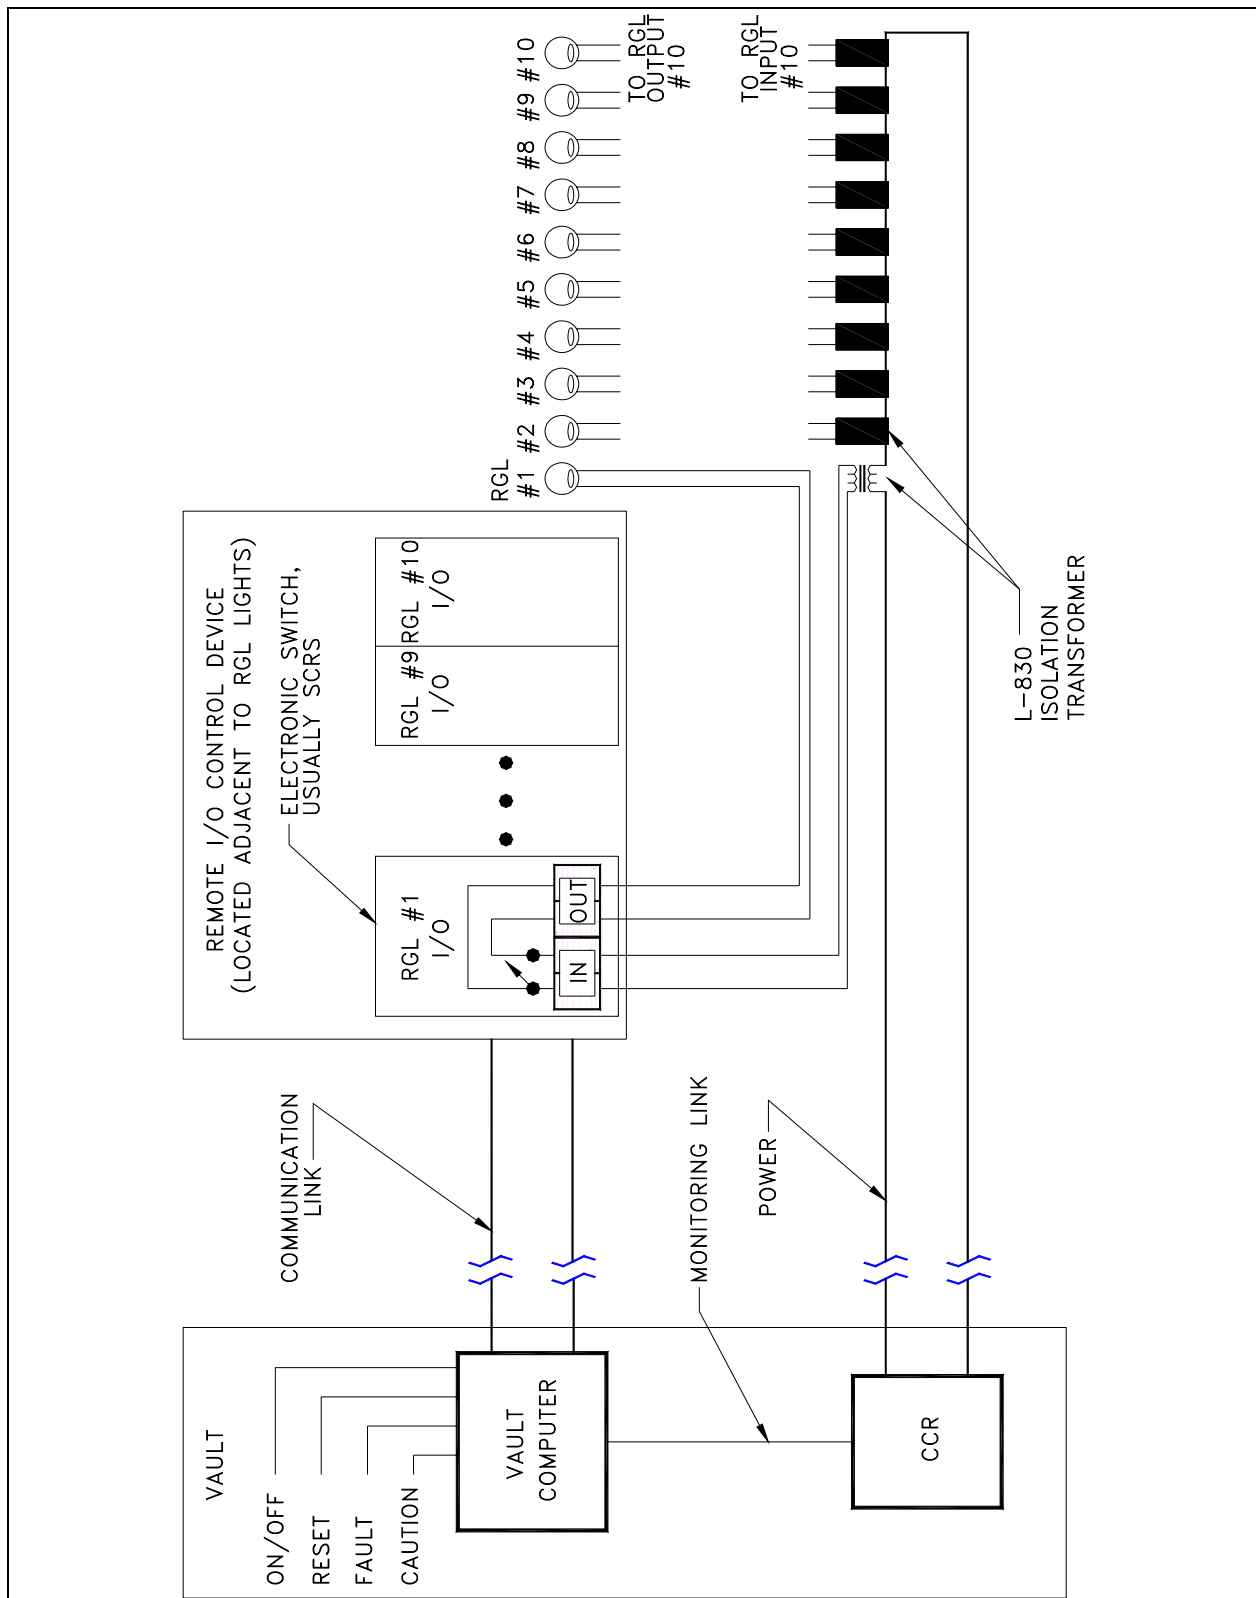 VAULT
ON/OFF
RESET
FAULT
CAUTION
VAULT
COMPUTER
CCR
COMMUNICATION
LINK
MONITORING LINK
POWER
REMOTE I/O CONTROL DEVICE
(LOCATED ADJACENT TO RGL LIGHTS)
ELECTRONIC SWITCH,
USUALLY SCRS
RGL #1
I/O
IN
OUT
RGL #9
I/O
RGL #10
I/O
RGL
#1
#2
#3
#4
#5
#6
#7
#8
#9
#10
TO RGL
OUTPUT
#10
TO RGL
INPUT
#10
L-830
ISOLATION
TRANSFORMER